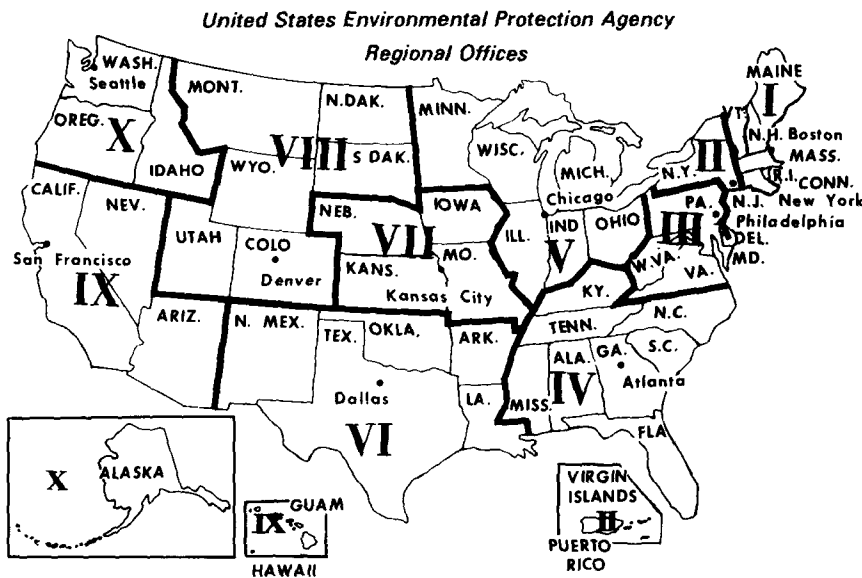 United States Environmental Protection Agency
Regional Offices
WASH.
Seattle
MONT.
N.DAK.
MINN.
MAINE
I
VT.
OREG.
X
IDAHO
WYO.
VIII
S DAK.
WISC.
MICH.
N.Y.
II
N.H. Boston
MASS.
R.I.
CONN.
New York
CALIF.
NEV.
UTAH
COLO
Denver
NEB.
VII
IOWA
Chicago
ILL.
IND
V
OHIO
PA.
III
N.J.
Philadelphia
DEL.
MD.
San Francisco
IX
KANS.
MO.
Kansas City
W.VA.
VA.
KY.
ARIZ.
N. MEX.
TEX.
OKLA.
ARK.
TENN.
N.C.
S.C.
Dallas
VI
LA.
MISS.
ALA.
IV
GA.
Atlanta
FLA
X
ALASKA
IX
GUAM
HAWAII
VIRGIN
ISLANDS
II
PUERTO
RICO